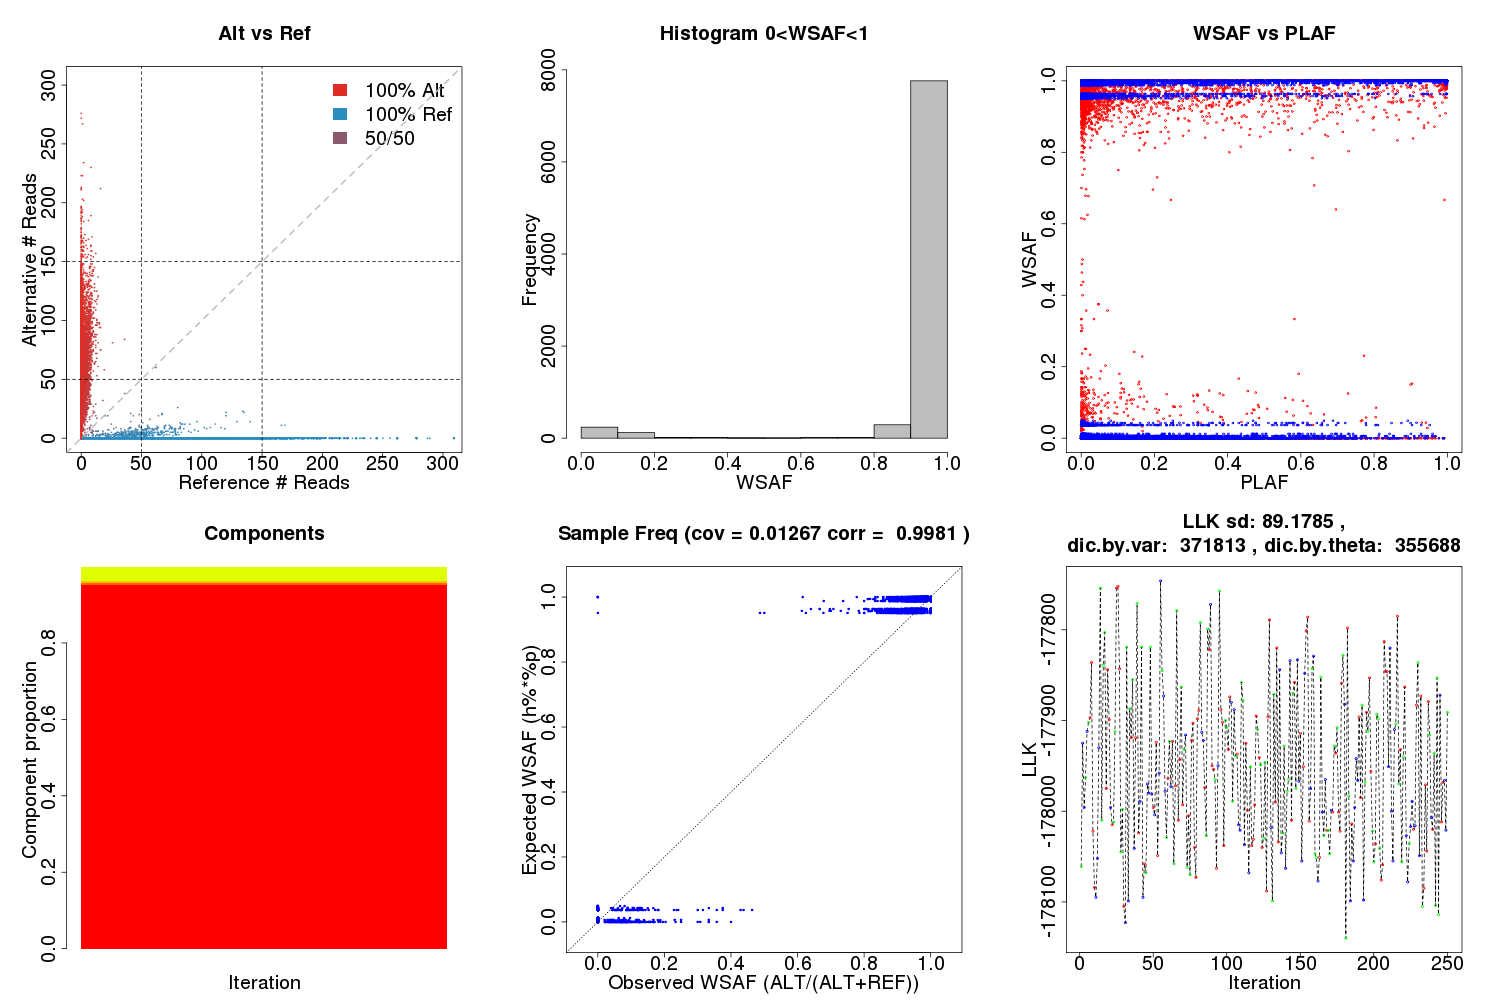 Alt vs Ref
Alternative # Reads
0 50 100 150 200 250 300
100% Alt
100% Ref
50/50
0 50 100 150 200 250 300
Reference # Reads
Histogram 0<WSAF<1
Frequency
0 2000 4000 6000 8000
0.0 0.2 0.4 0.6 0.8 1.0
WSAF
WSAF vs PLAF
WSAF
0.0 0.2 0.4 0.6 0.8 1.0
0.0 0.2 0.4 0.6 0.8 1.0
PLAF
Components
Component proportion
0.0 0.2 0.4 0.6 0.8
Iteration
Sample Freq (cov = 0.01267 corr = 0.9981 )
Expected WSAF (h%*%p)
0.0 0.2 0.4 0.6 0.8 1.0
0.0 0.2 0.4 0.6 0.8 1.0
Observed WSAF (ALT/(ALT+REF))
LLK sd: 89.1785 ,
dic.by.var: 371813 , dic.by.theta: 355688
LLK
-178100 -178000 -177900 -177800
0 50 100 150 200 250
Iteration